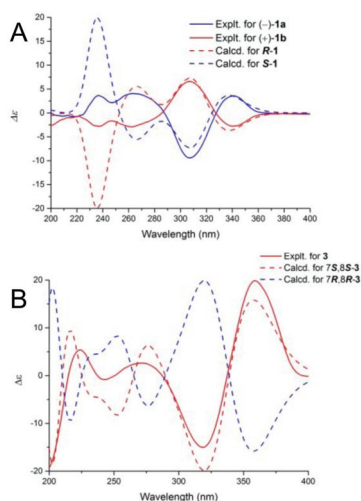 A
Explt. for (−)-1a
Explt. for (+)-1b
Calcd. for R-1
Calcd. for S-1
20
15
10
5
0
-5
-10
-15
-20
Δε
200 220 240 260 280 300 320 340 360 380 400
Wavelength (nm)
B
Explt. for 3
Calcd. for 7S,8S-3
Calcd. for 7R,8R-3
20
10
0
-10
-20
Δε
200 250 300 350 400
Wavelength (nm)